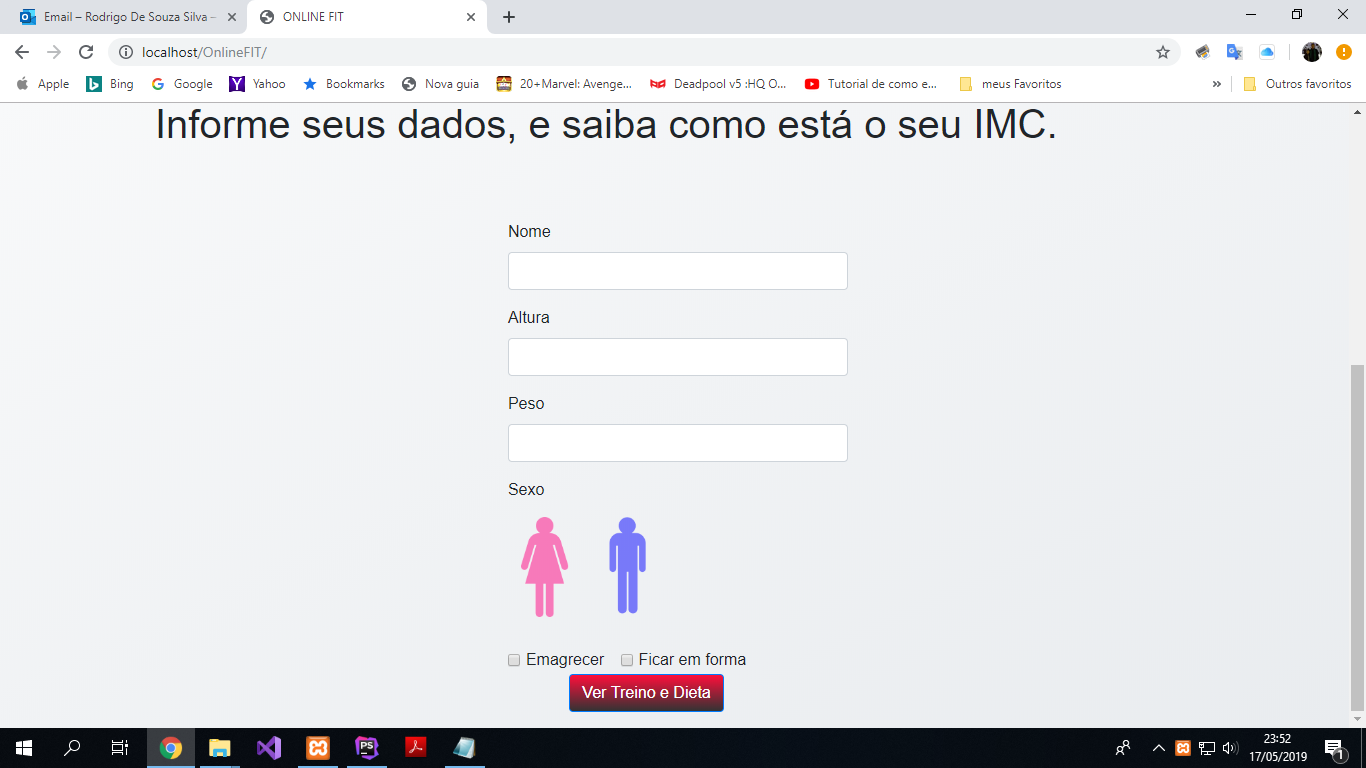 Email – Rodrigo De Souza Silva –
ONLINE FIT
localhost/OnlineFIT/
Apple
Bing
Google
Yahoo
Bookmarks
Nova guia
20+Marvel: Avenge...
Deadpool v5 :HQ O...
Tutorial de como e...
meus Favoritos
»
Outros favoritos
Informe seus dados, e saiba como está o seu IMC.
Nome
Altura
Peso
Sexo
Emagrecer
Ficar em forma
Ver Treino e Dieta
23:52
17/05/2019
1